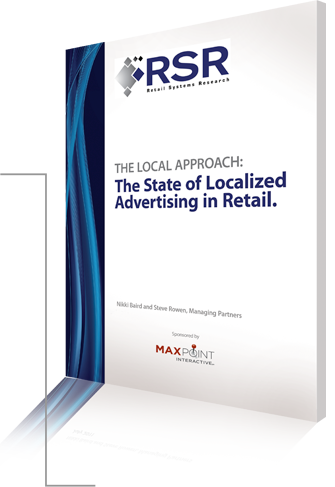 RSR
Retail Systems Research
THE LOCAL APPROACH:
The State of Localized
Advertising in Retail.
Nikki Baird and Steve Rowen, Managing Partners
Sponsored by
MAXPOINT
INTERACTIVE